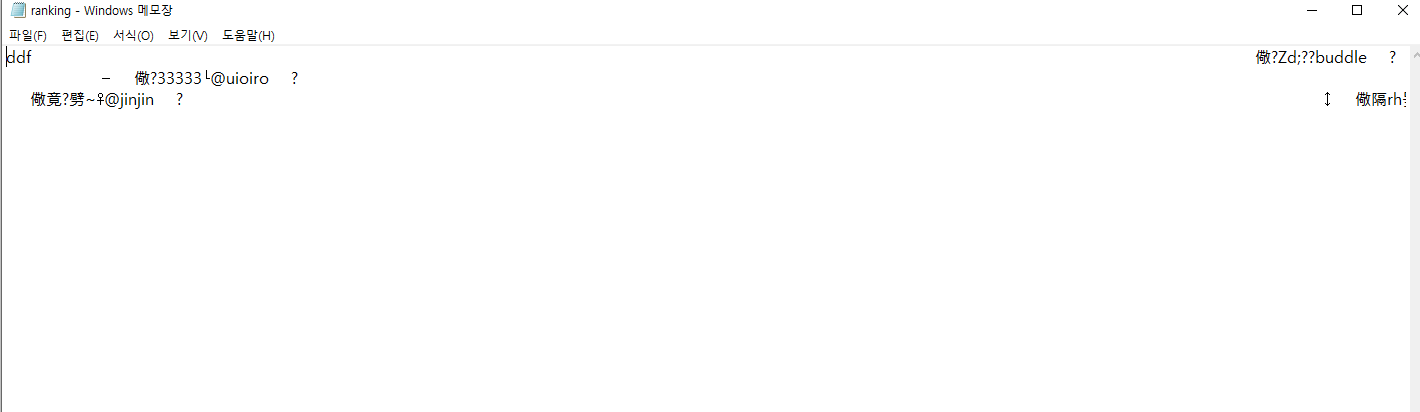 ranking - Windows 메모장
파일(F) 편집(E) 서식(O) 보기(V) 도움말(H)
ddf 儆?Zd;??buddle ?
– 儆?33333└@uioiro ?
儆竟?劈~♀@jinjin ? ↕ 儆隔rh